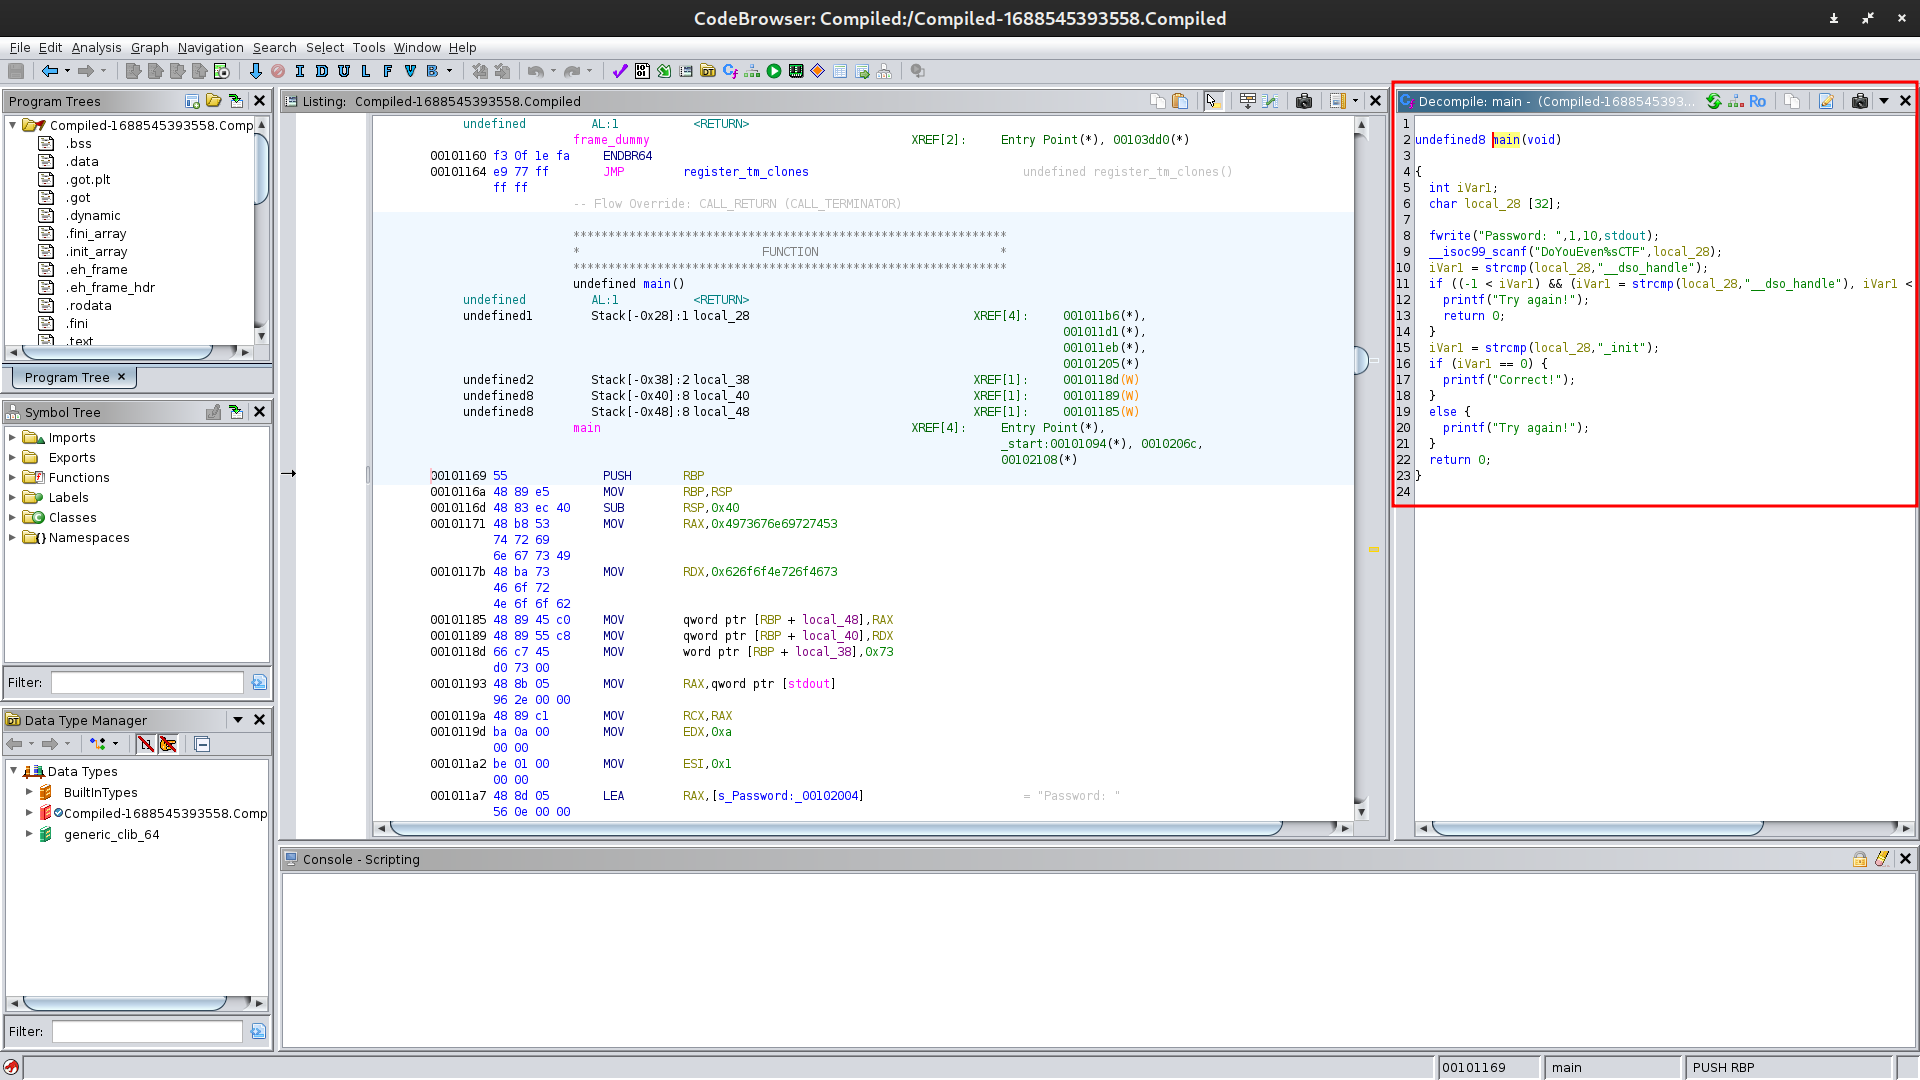 CodeBrowser: Compiled:/Compiled-1688545393558.Compiled
File Edit Analysis Graph Navigation Search Select Tools Window Help
I D U L F V B
Program Trees
Compiled-1688545393558.Comp
.bss
.data
.got.plt
.got
.dynamic
.fini_array
.init_array
.eh_frame
.eh_frame_hdr
.rodata
.fini
.text
Program Tree ×
Symbol Tree
Imports
Exports
Functions
Labels
Classes
Namespaces
Filter:
Data Type Manager
Data Types
BuiltInTypes
Compiled-1688545393558.Comp
generic_clib_64
Filter:
Listing: Compiled-1688545393558.Compiled
undefined AL:1 <RETURN>
frame_dummy XREF[2]: Entry Point(*), 00103dd0(*)
00101160 f3 0f 1e fa ENDBR64
00101164 e9 77 ff JMP register_tm_clones undefined register_tm_clones()
ff ff
-- Flow Override: CALL_RETURN (CALL_TERMINATOR)
**************************************************************
* FUNCTION *
**************************************************************
undefined main()
undefined AL:1 <RETURN>
undefined1 Stack[-0x28]:1 local_28 XREF[4]: 001011b6(*),
001011d1(*),
001011eb(*),
00101205(*)
undefined2 Stack[-0x38]:2 local_38 XREF[1]: 0010118d(W)
undefined8 Stack[-0x40]:8 local_40 XREF[1]: 00101189(W)
undefined8 Stack[-0x48]:8 local_48 XREF[1]: 00101185(W)
main XREF[4]: Entry Point(*),
_start:00101094(*), 0010206c,
00102108(*)
00101169 55 PUSH RBP
0010116a 48 89 e5 MOV RBP,RSP
0010116d 48 83 ec 40 SUB RSP,0x40
00101171 48 b8 53 MOV RAX,0x4973676e69727453
74 72 69
6e 67 73 49
0010117b 48 ba 73 MOV RDX,0x626f6f4e726f4673
46 6f 72
4e 6f 6f 62
00101185 48 89 45 c0 MOV qword ptr [RBP + local_48],RAX
00101189 48 89 55 c8 MOV qword ptr [RBP + local_40],RDX
0010118d 66 c7 45 MOV word ptr [RBP + local_38],0x73
d0 73 00
00101193 48 8b 05 MOV RAX,qword ptr [stdout]
96 2e 00 00
0010119a 48 89 c1 MOV RCX,RAX
0010119d ba 0a 00 MOV EDX,0xa
00 00
001011a2 be 01 00 MOV ESI,0x1
00 00
001011a7 48 8d 05 LEA RAX,[s_Password:_00102004] = "Password: "
56 0e 00 00
Decompile: main - (Compiled-1688545393...
Ro
1
2 undefined8 main(void)
3
4 {
5 int iVar1;
6 char local_28 [32];
7
8 fwrite("Password: ",1,10,stdout);
9 __isoc99_scanf("DoYouEven%sCTF",local_28);
10 iVar1 = strcmp(local_28,"__dso_handle");
11 if ((-1 < iVar1) && (iVar1 = strcmp(local_28,"__dso_handle"), iVar1 <
12 printf("Try again!");
13 return 0;
14 }
15 iVar1 = strcmp(local_28,"_init");
16 if (iVar1 == 0) {
17 printf("Correct!");
18 }
19 else {
20 printf("Try again!");
21 }
22 return 0;
23 }
24
Console - Scripting
00101169 main PUSH RBP